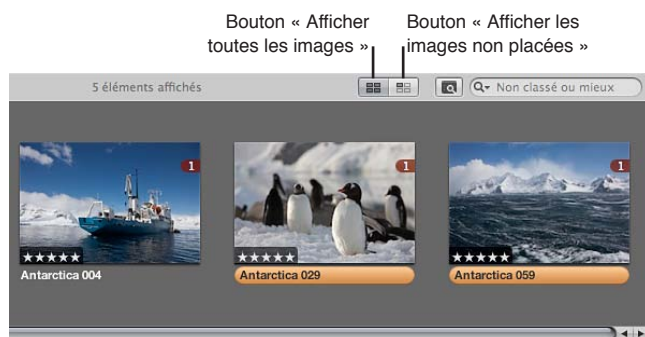 Bouton « Afficher
toutes les images »
Bouton « Afficher les
images non placées »
5 éléments affichés
Non classé ou mieux
1
1
1
Antarctica 004
Antarctica 029
Antarctica 059